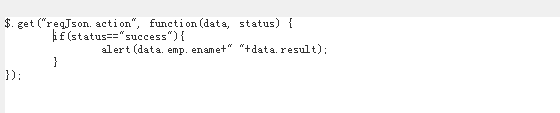 $.get("reqJson.action", function(data, status) {
if(status=="success"){
alert(data.emp.ename+" "+data.result);
}
});